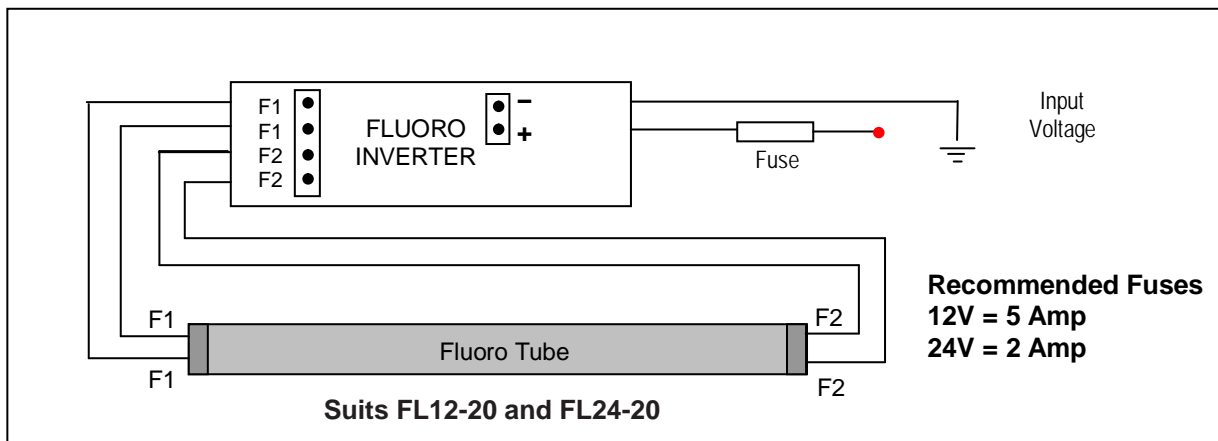 F1
F1
F2
F2
FLUORO
INVERTER
−
+
Fuse
Input
Voltage
F1
F1
Fluoro Tube
F2
F2
Recommended Fuses
12V = 5 Amp
24V = 2 Amp
Suits FL12-20 and FL24-20